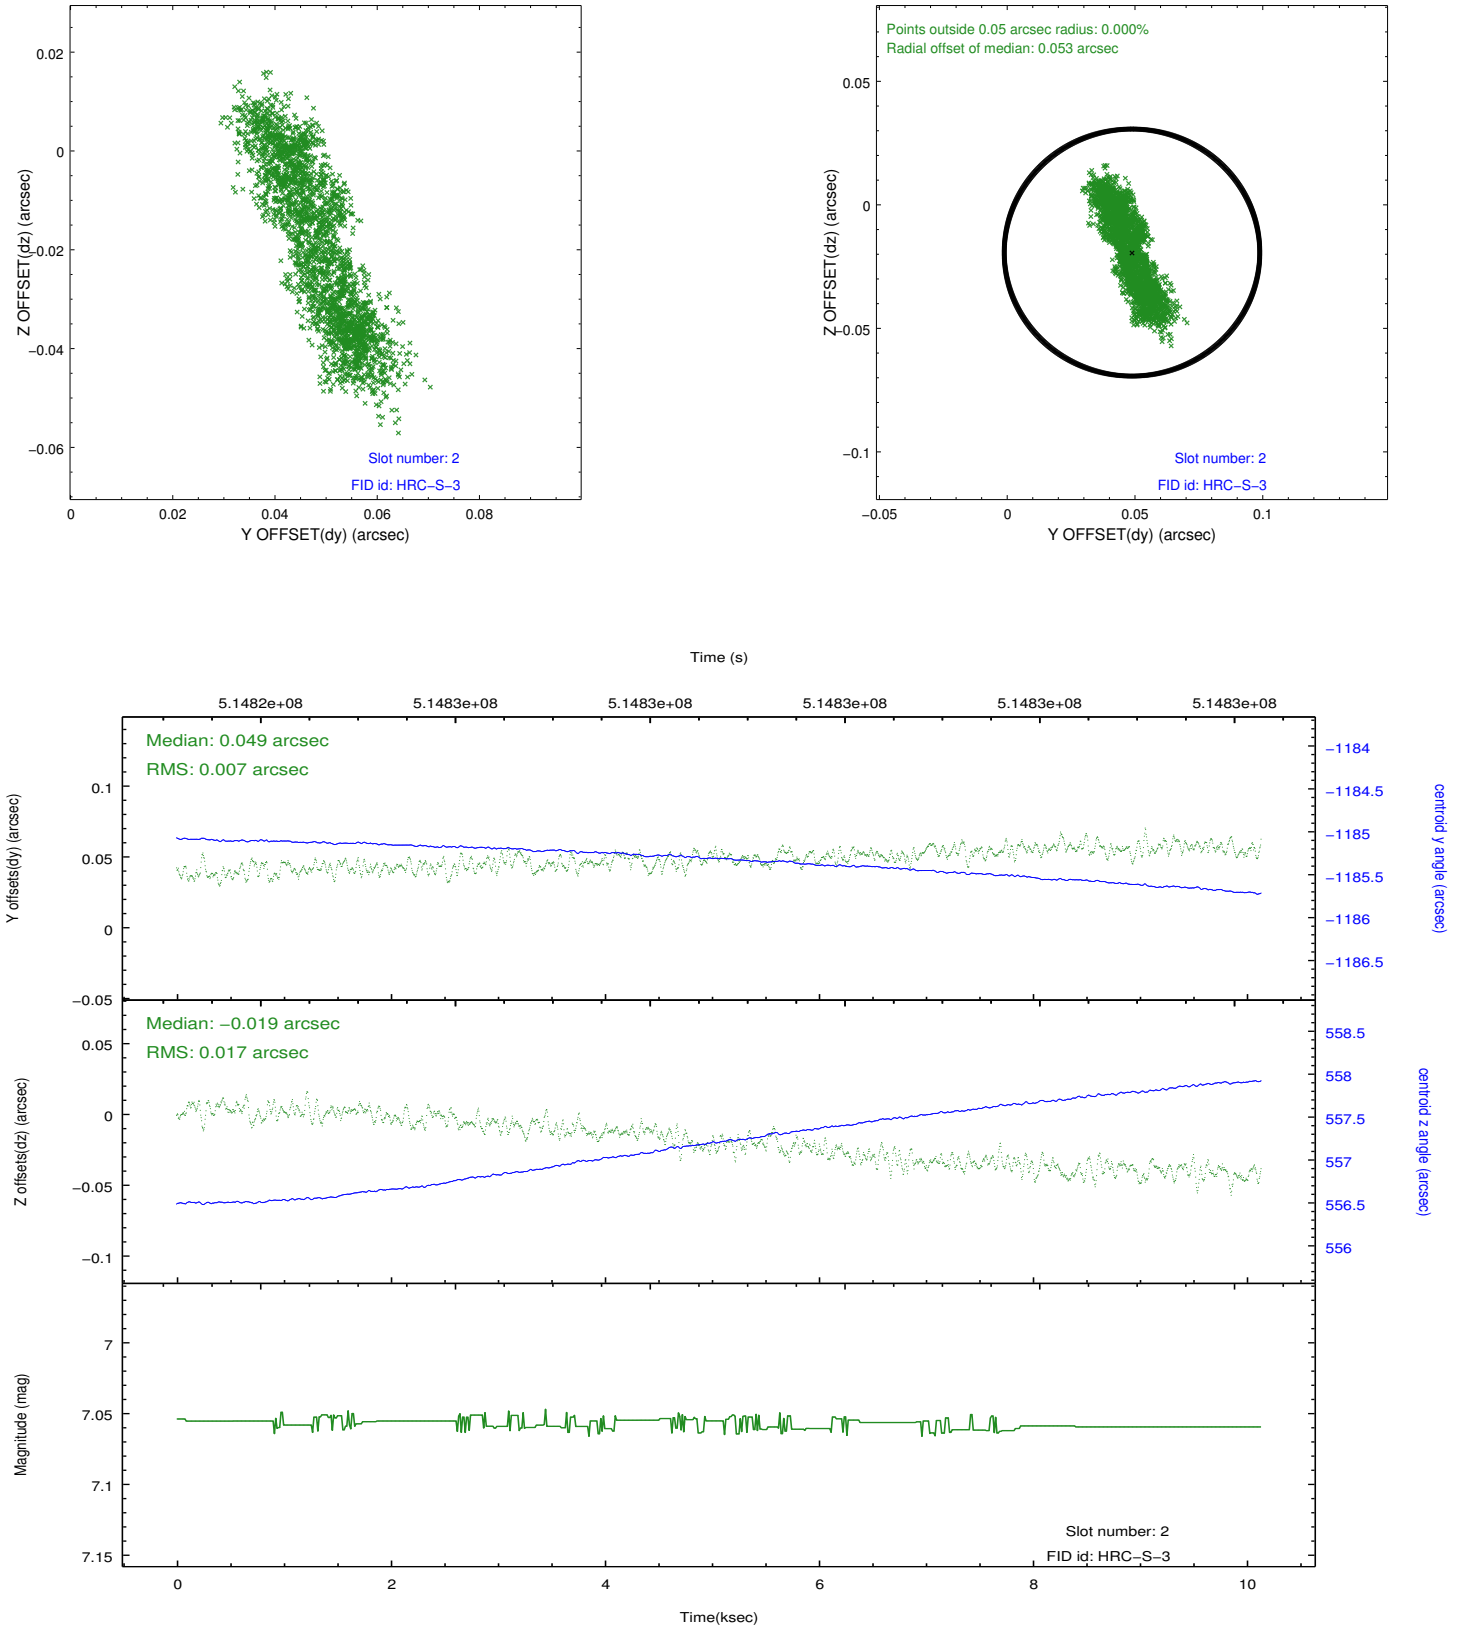 0.02
0
−0.02
−0.04
−0.06
Z OFFSET(dz) (arcsec)
Slot number: 2
FID id: HRC−S−3
0
0.02
0.04
0.06
0.08
Y OFFSET(dy) (arcsec)
Points outside 0.05 arcsec radius: 0.000%
Radial offset of median: 0.053 arcsec
0.05
0
−0.05
−0.1
Z OFFSET(dz) (arcsec)
Slot number: 2
FID id: HRC−S−3
−0.05
0
0.05
0.1
Y OFFSET(dy) (arcsec)
Time (s)
5.1482e+08
5.1483e+08
5.1483e+08
5.1483e+08
5.1483e+08
5.1483e+08
Median: 0.049 arcsec
RMS: 0.007 arcsec
0.1
0.05
0
−0.05
Y offsets(dy) (arcsec)
−1184
−1184.5
−1185
−1185.5
−1186
−1186.5
centroid y angle (arcsec)
Median: −0.019 arcsec
RMS: 0.017 arcsec
0.05
0
−0.05
−0.1
Z offsets(dz) (arcsec)
558.5
558
557.5
557
556.5
556
centroid z angle (arcsec)
7
7.05
7.1
7.15
Magnitude (mag)
Slot number: 2
FID id: HRC−S−3
0
2
4
6
8
10
Time(ksec)